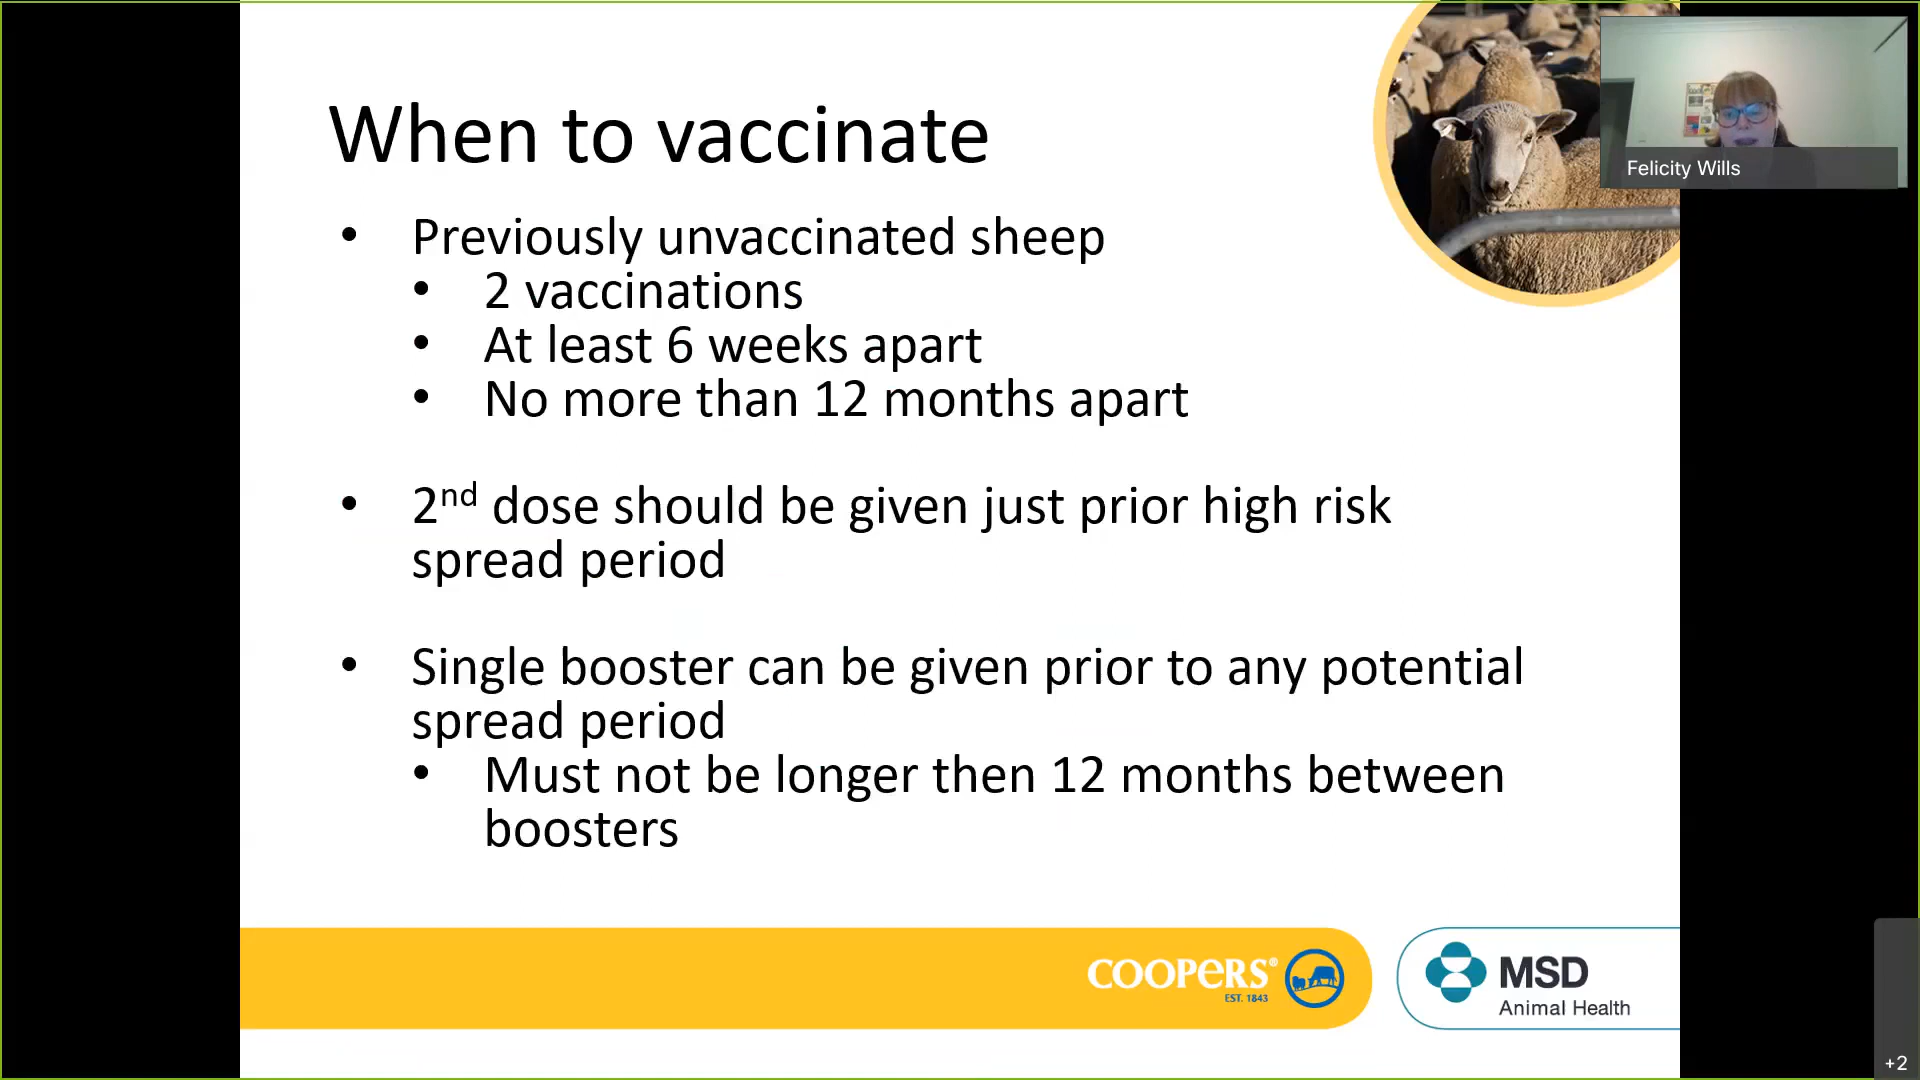 When to vaccinate
• Previously unvaccinated sheep
• 2 vaccinations
• At least 6 weeks apart
• No more than 12 months apart
• 2nd dose should be given just prior high risk
spread period
• Single booster can be given prior to any potential
spread period
• Must not be longer then 12 months between
boosters
Felicity Wills
COOPERS®
EST. 1843
MSD
Animal Health
+2